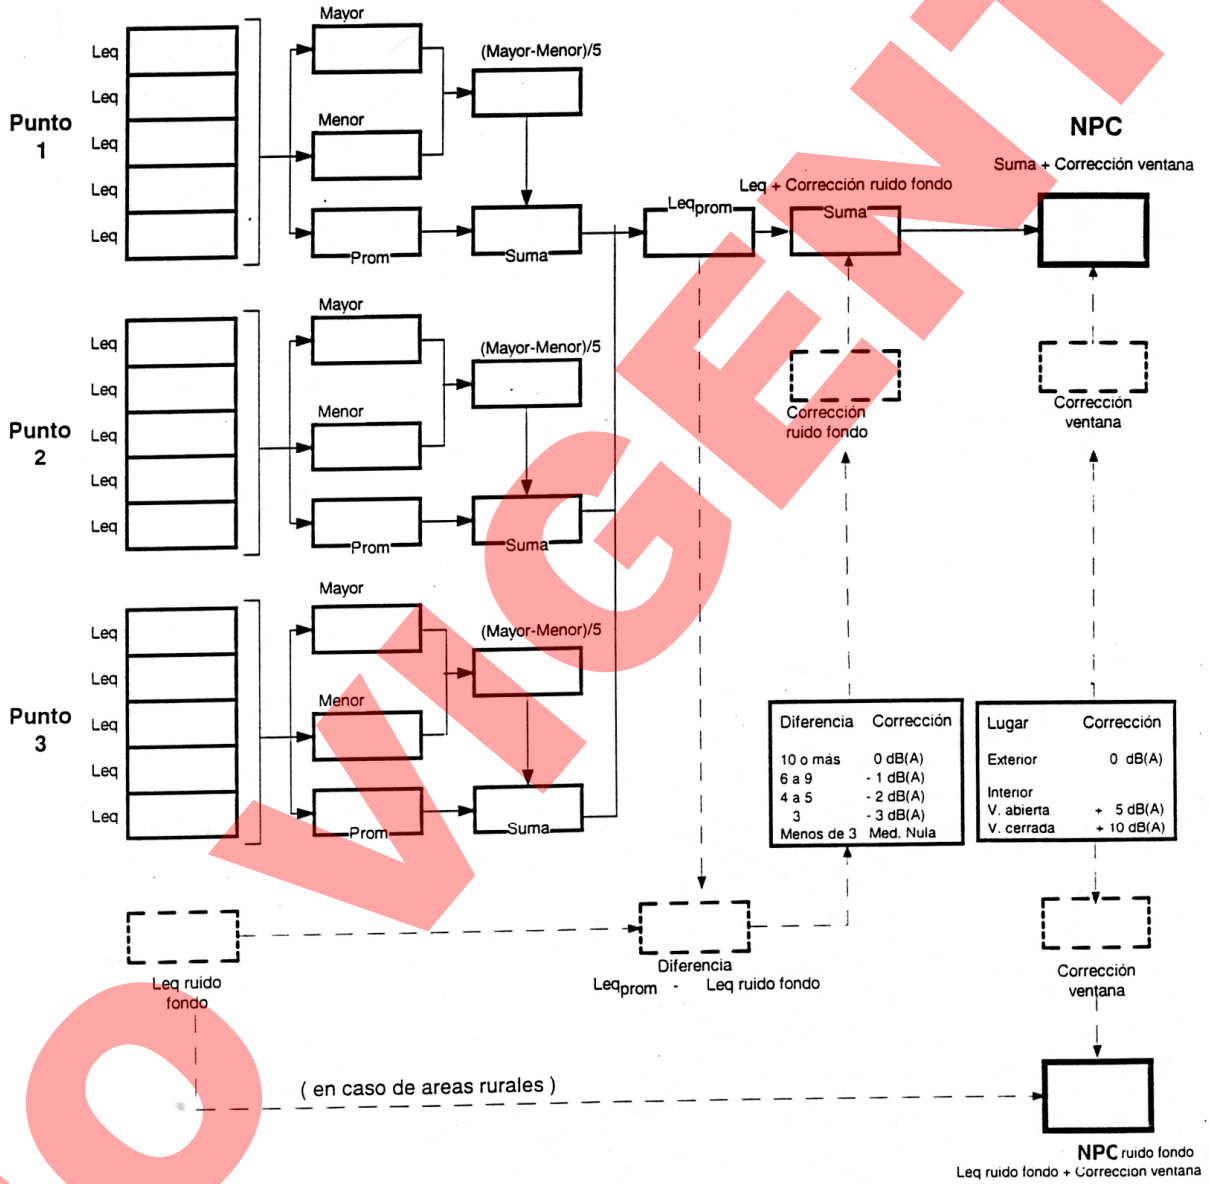 Mayor
Leq
(Mayor-Menor)/5
Leq
Punto
1
Leq
Menor
Leq
Leq
Prom
Suma
Leqprom
Leq + Corrección ruido fondo
Suma
NPC
Suma + Corrección ventana
Mayor
Leq
(Mayor-Menor)/5
Leq
Punto
2
Leq
Menor
Leq
Leq
Prom
Suma
Corrección
ruido fondo
Corrección
ventana
Mayor
Leq
(Mayor-Menor)/5
Leq
Punto
3
Leq
Menor
Leq
Leq
Prom
Suma
Diferencia Corrección
10 o más 0 dB(A)
6 a 9 - 1 dB(A)
4 a 5 - 2 dB(A)
3 - 3 dB(A)
Menos de 3 Med. Nula
Lugar Corrección
Exterior 0 dB(A)
Interior
V. abierta + 5 dB(A)
V. cerrada + 10 dB(A)
Leq ruido
fondo
Diferencia
Leqprom - Leq ruido fondo
Corrección
ventana
( en caso de areas rurales )
NPC ruido fondo
Leq ruido fondo + Correccion ventana
O VIGENT